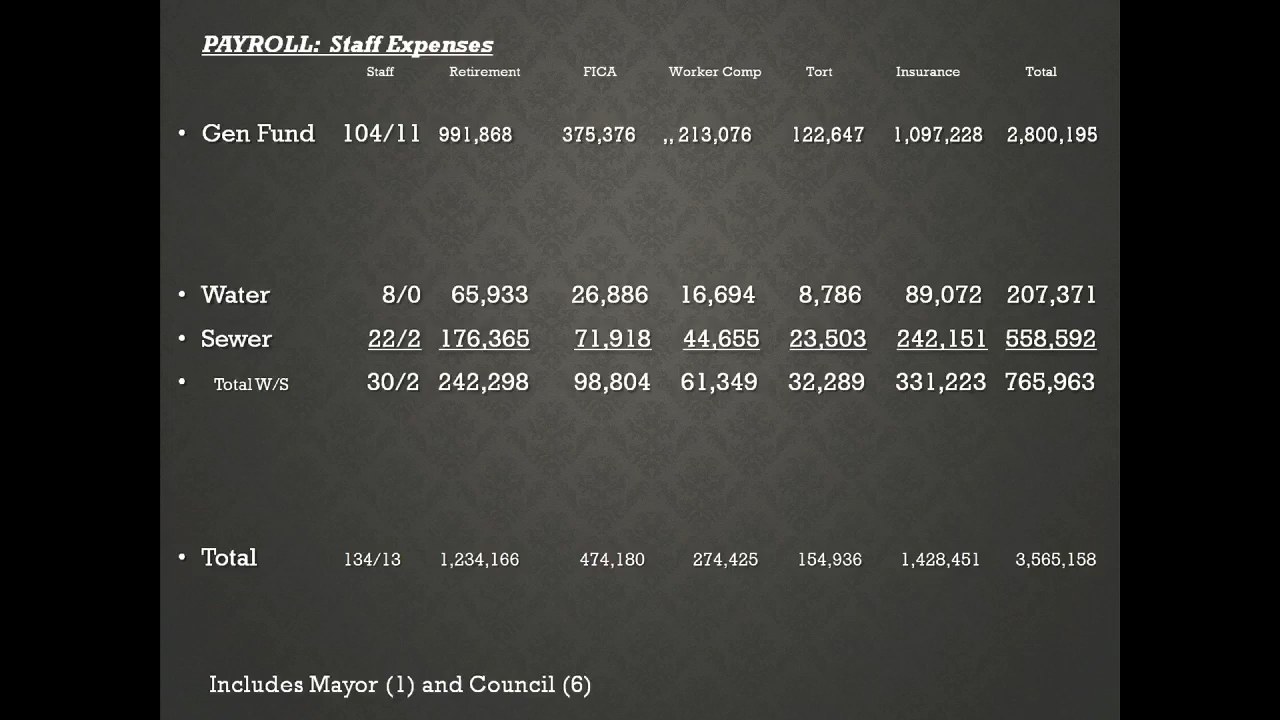 PAYROLL: Staff Expenses
Staff Retirement FICA Worker Comp Tort Insurance Total
• Gen Fund 104/11 991,868 375,376 ,, 213,076 122,647 1,097,228 2,800,195
• Water 8/0 65,933 26,886 16,694 8,786 89,072 207,371
• Sewer 22/2 176,365 71,918 44,655 23,503 242,151 558,592
• Total W/S 30/2 242,298 98,804 61,349 32,289 331,223 765,963
• Total 134/13 1,234,166 474,180 274,425 154,936 1,428,451 3,565,158
Includes Mayor (1) and Council (6)